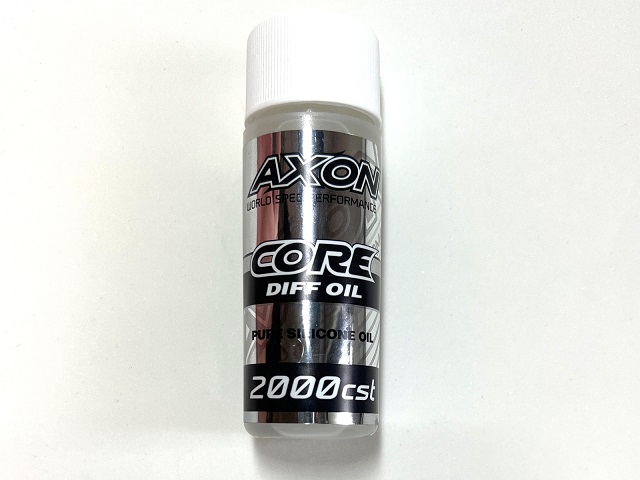 AXON
WORLD SPEC PERFORMANCE
CORE
DIFF OIL
PURE SILICONE OIL
2000cst